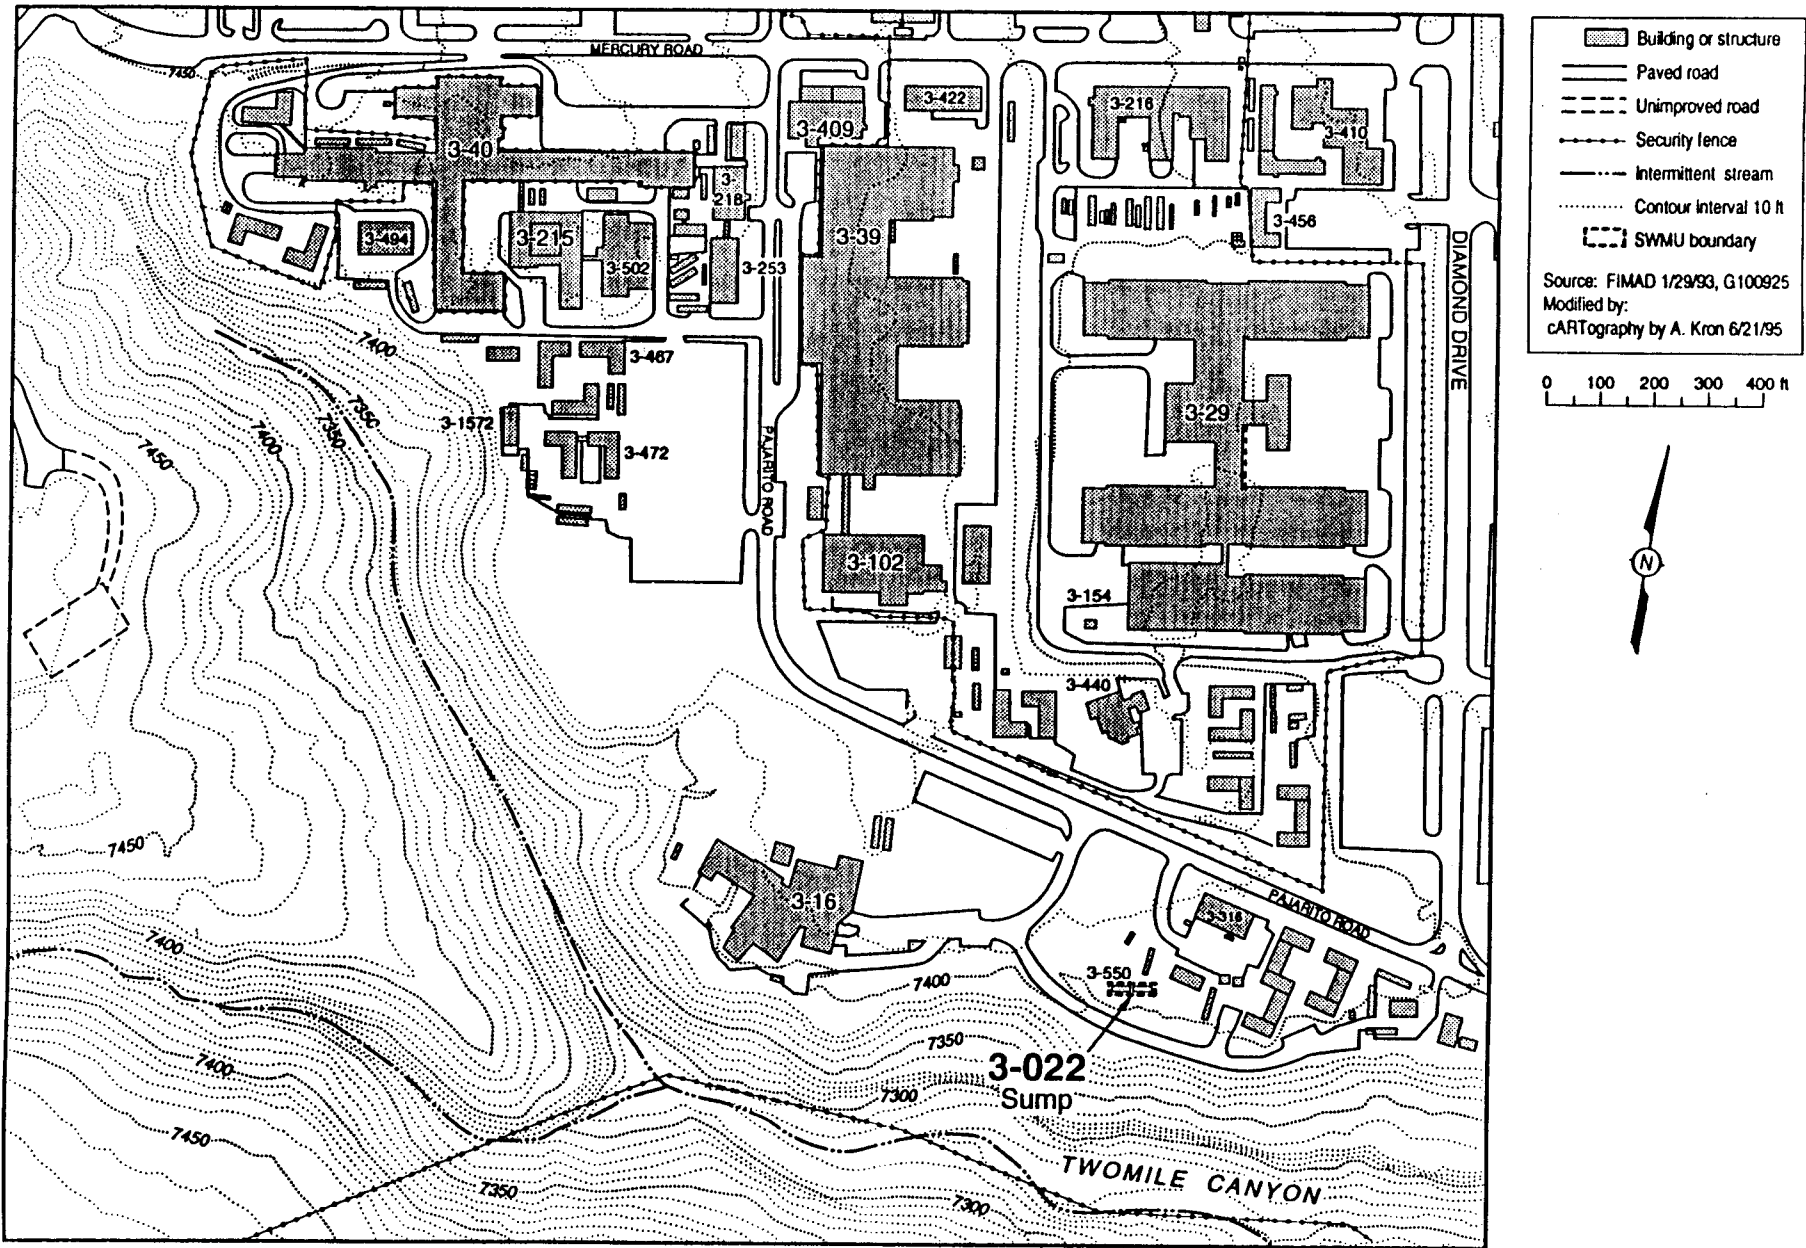 MERCURY ROAD
7450
3-40
3-409
3-422
3-216
3-410
3-
218
3-494
3-215
3-502
3-253
3-39
3-456
DIAMOND DRIVE
7400
3-467
7350
7350
7400
7450
3-1572
3-472
PAJARITO ROAD
3-29
3-102
3-154
3-440
7450
3-16
3-316
PAJARITO ROAD
7400
7400
3-550
7350
3-022
Sump
7400
7300
7450
7350
7300
TWOMILE CANYON
Building or structure
Paved road
Unimproved road
Security fence
Intermittent stream
Contour interval 10 ft
SWMU boundary
Source: FIMAD 1/29/93, G100925
Modified by:
cARTography by A. Kron 6/21/95
0 100 200 300 400 ft
N